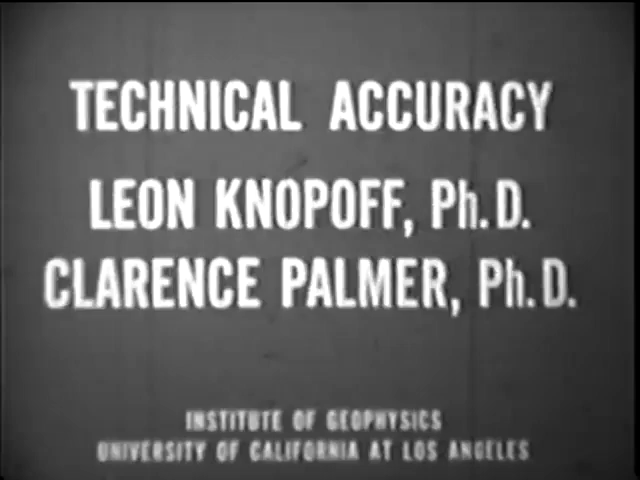 TECHNICAL ACCURACY
LEON KNOPOFF, Ph.D.
CLARENCE PALMER, Ph.D.
INSTITUTE OF GEOPHYSICS
UNIVERSITY OF CALIFORNIA AT LOS ANGELES